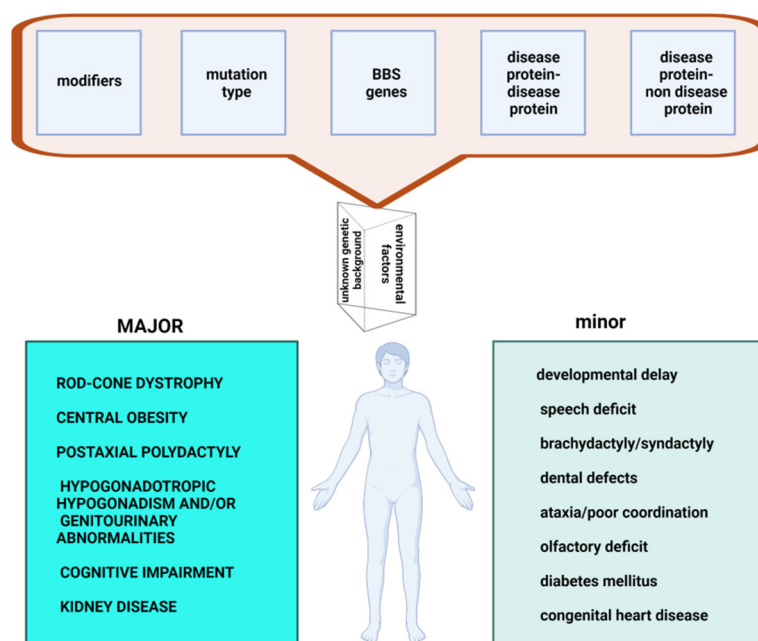 modifiers
mutation
type
BBS
genes
disease
protein-
disease
protein
disease
protein-
non disease
protein
unknown genetic
background
environmental
factors
MAJOR
ROD-CONE DYSTROPHY
CENTRAL OBESITY
POSTAXIAL POLYDACTYLY
HYPOGONADOTROPIC
HYPOGONADISM AND/OR
GENITOURINARY
ABNORMALITIES
COGNITIVE IMPAIRMENT
KIDNEY DISEASE
minor
developmental delay
speech deficit
brachydactyly/syndactyly
dental defects
ataxia/poor coordination
olfactory deficit
diabetes mellitus
congenital heart disease